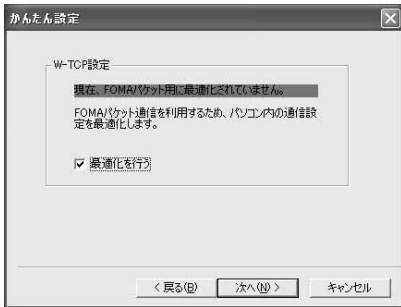 かんたん設定
W-TCP設定
現在、FOMAパケット用に最適化されていません。
FOMAパケット通信を利用するため、パソコン内の通信設
定を最適化します。
最適化を行う
< 戻る(B)
次へ(N) >
キャンセル